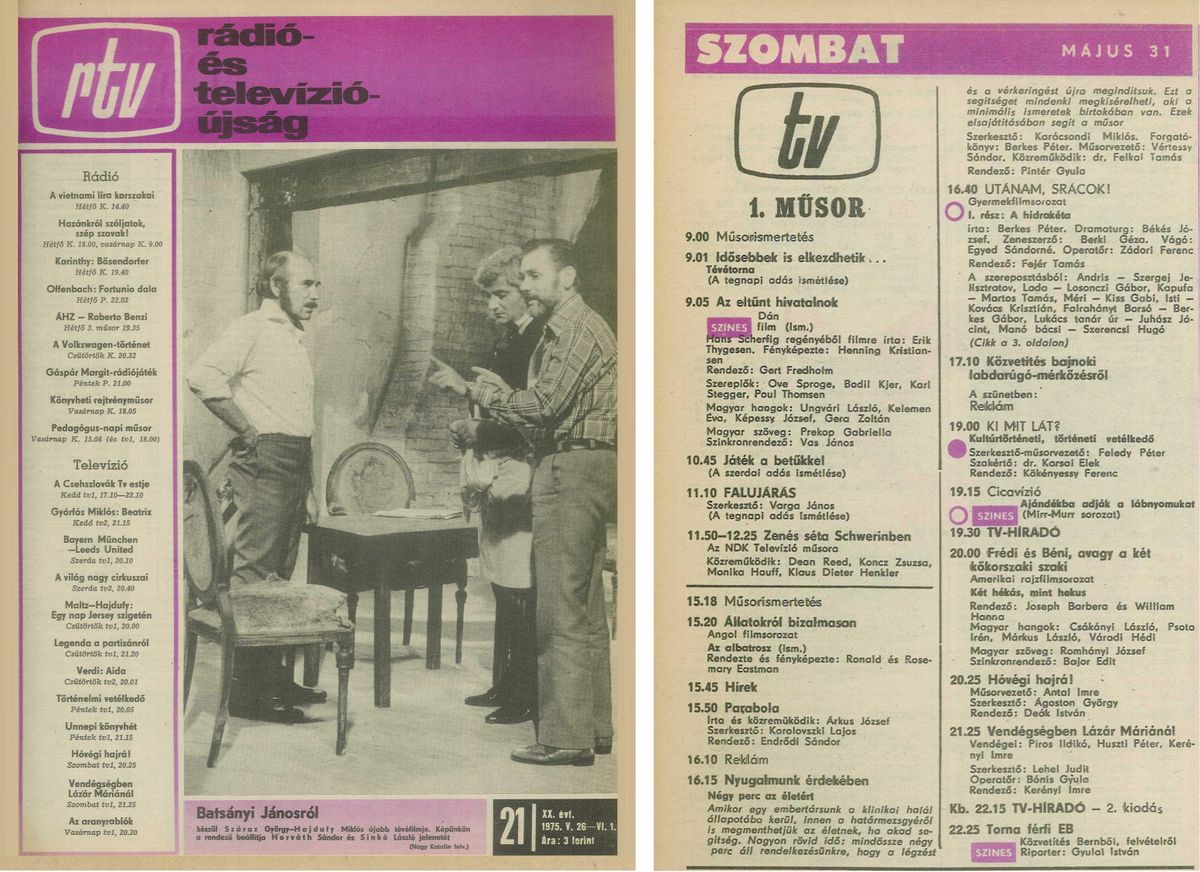 rtv
rádió-
és
televízió-
újság
Rádió
A vietnami líra korszakai
Hétfő K. 14.40
Hazánkról szóljatok,
szép szavak!
Hétfő K. 18.00, vasárnap K. 9.00
Karinthy: Bösendorfer
Hétfő K. 19.40
Offenbach: Fortunio dala
Hétfő P. 22.02
ÁHZ – Roberto Benzi
Hétfő 3. műsor 19.35
A Volkswagen-történet
Csütörtök K. 20.32
Gáspár Margit-rádiójáték
Péntek P. 21.00
Könyvheti rejtvényműsor
Vasárnap K. 18.05
Pedagógus-napi műsor
Vasárnap K. 15.08 (és tv1, 18.00)
Televízió
A Csehszlovák Tv estje
Kedd tv1, 17.10–22.10
Gyárfás Miklós: Beatrix
Kedd tv2, 21.15
Bayern München
–Leeds United
Szerda tv1, 20.10
A világ nagy cirkuszai
Szerda tv2, 20.40
Maltz–Hajdufy:
Egy nap Jersey szigetén
Csütörtök tv1, 20.00
Legenda a partizánról
Csütörtök tv1, 21.20
Verdi: Aida
Csütörtök tv2, 20.01
Történelmi vetélkedő
Péntek tv1, 20.05
Ünnepi könyvhét
Péntek tv1, 21.15
Hóvégi hajrá!
Szombat tv1, 20.25
Vendégségben
Lázár Máriánál
Szombat tv1, 21.25
Az aranyrablók
Vasárnap tv1, 20.30
Batsányi Jánosról
készül Száraz György–Hajdufy Miklós újabb tévéfilmje. Képünkön
a rendező beállítja Horváth Sándor és Sinkó László jelenetét
(Nagy Katalin felv.)
21
XX. évf.
1975. V. 26—VI. 1.
Ára: 3 forint
SZOMBAT
MÁJUS 31
tv
1. MŰSOR
9.00 Műsorismertetés
9.01 Idősebbek is elkezdhetik...
Tévétorna
(A tegnapi adás ismétlése)
9.05 Az eltűnt hivatalnok
Dán
SZÍNES film (Ism.)
Hans Scherfig regényéből filmre írta: Erik
Thygesen. Fényképezte: Henning Kristian-
sen
Rendező: Gert Fredholm
Szereplők: Ove Sproge, Bodil Kjer, Karl
Stegger, Poul Thomsen
Magyar hangok: Ungvári László, Kelemen
Éva, Képessy József, Gera Zoltán
Magyar szöveg: Prekop Gabriella
Szinkronrendező: Vas János
10.45 Játék a betűkkel
(A szerdai adás ismétlése)
11.10 FALUJÁRÁS
Szerkesztő: Varga János
(A tegnapi adás ismétlése)
11.50—12.25 Zenés séta Schwerinben
Az NDK Televízió műsora
Közreműködik: Dean Reed, Koncz Zsuzsa,
Monika Hauff, Klaus Dieter Henkler
15.18 Műsorismertetés
15.20 Állatokról bizalmasan
Angol filmsorozat
Az albatrosz (Ism.)
Rendezte és fényképezte: Ronald és Rose-
mary Eastman
15.45 Hírek
15.50 Parabola
Írta és közreműködik: Árkus József
Szerkesztő: Korolovszki Lajos
Rendező: Endrődi Sándor
16.10 Reklám
16.15 Nyugalmunk érdekében
Négy perc az életért
Amikor egy embertársunk a klinikai halál
állapotába kerül, innen a határmezsgyéről
is megmenthetjük az életnek, ha akad se-
gítség. Nagyon rövid idő: mindössze négy
perc áll rendelkezésünkre, hogy a légzést
és a vérkeringést újra megindítsuk. Ezt a
segítséget mindenki megkísérelheti, aki a
minimális ismeretek birtokában van. Ezek
elsajátításában segít a műsor
Szerkesztő: Karácsondi Miklós. Forgató-
könyv: Berkes Péter. Műsorvezető: Vértessy
Sándor. Közreműködik: dr. Felkai Tamás
Rendező: Pintér Gyula
16.40 UTÁNAM, SRÁCOK!
Gyermekfilmsorozat
I. rész: A hidrakéta
Írta: Berkes Péter. Dramaturg: Békés Jó-
zsef. Zeneszerző: Berki Géza. Vágó:
Egyed Sándorné. Operatőr: Zádori Ferenc
Rendező: Fejér Tamás
A szereposztásból: Andris — Szergej Je-
lisztratov, Lada — Losonczi Gábor, Kapufa
— Martos Tamás, Méri — Kiss Gabi, Isti —
Kovács Krisztián, Falrahányt Borsó — Ber-
kes Gábor, Lukács tanár úr — Juhász Já-
cint, Manó bácsi — Szerencsi Hugó
(Cikk a 3. oldalon)
17.10 Közvetítés bajnoki
labdarúgó-mérkőzésről
A szünetben:
Reklám
19.00 KI MIT LÁT?
Kultúrtörténeti, történeti vetélkedő
Szerkesztő-műsorvezető: Feledy Péter
Szakértő: dr. Karsai Elek
Rendező: Kökényessy Ferenc
19.15 Cicavízió
Ajándékba adják a lábnyomukat
SZÍNES (Mirr-Murr sorozat)
19.30 TV-HÍRADÓ
20.00 Frédi és Béni, avagy a két
kőkorszaki szaki
Amerikai rajzfilmsorozat
Két hékás, mint hekus
Rendező: Joseph Barbera és William
Hanna
Magyar hangok: Csákányi László, Psota
Irén, Márkus László, Váradi Hédi
Magyar szöveg: Romhányi József
Szinkronrendező: Bajor Edit
20.25 Hóvégi hajrá!
Műsorvezető: Antal Imre
Szerkesztő: Ágoston György
Rendező: Deák István
21.25 Vendégségben Lázár Máriánál
Vendégei: Piros Ildikó, Huszti Péter, Keré-
nyi Imre
Szerkesztő: Lehel Judit
Operatőr: Bónis Gyula
Rendező: Kerényi Imre
Kb. 22.15 TV-HÍRADÓ — 2. kiadás
22.25 Torna férfi EB
Közvetítés Bernből, felvételről
SZÍNES Riporter: Gyulai István